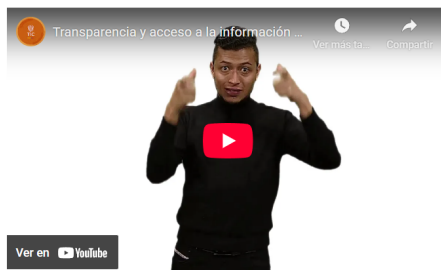 Transparencia y acceso a la información ...
Ver más ta...
Compartir
Ver en YouTube